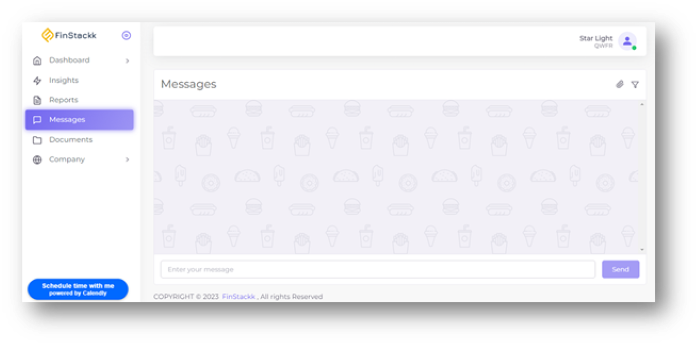 FinStackk
Dashboard
Insights
Reports
Messages
Documents
Company
Schedule time with me
powered by Calendly
Star Light
QWFR
Messages
Enter your message
Send
COPYRIGHT © 2023 FinStackk , All rights Reserved